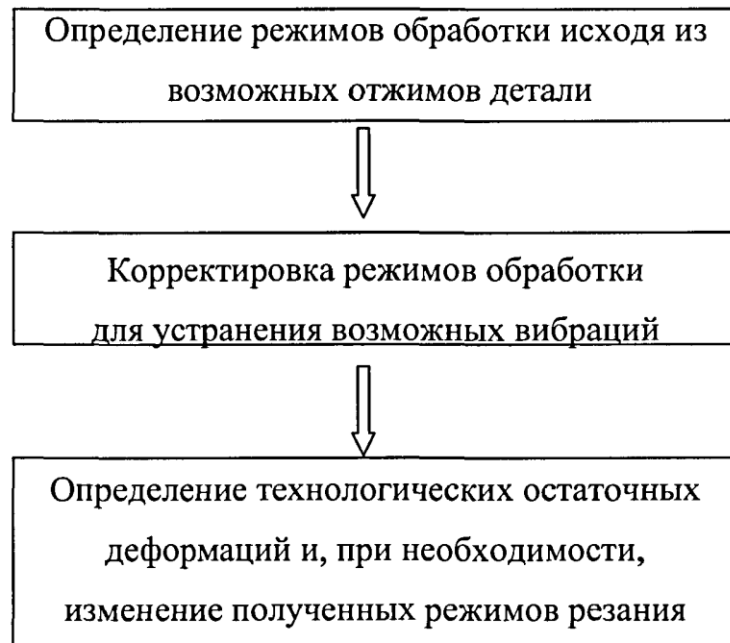 Определение режимов обработки исходя из
возможных отжимов детали
Корректировка режимов обработки
для устранения возможных вибраций
Определение технологических остаточных
деформаций и, при необходимости,
изменение полученных режимов резания